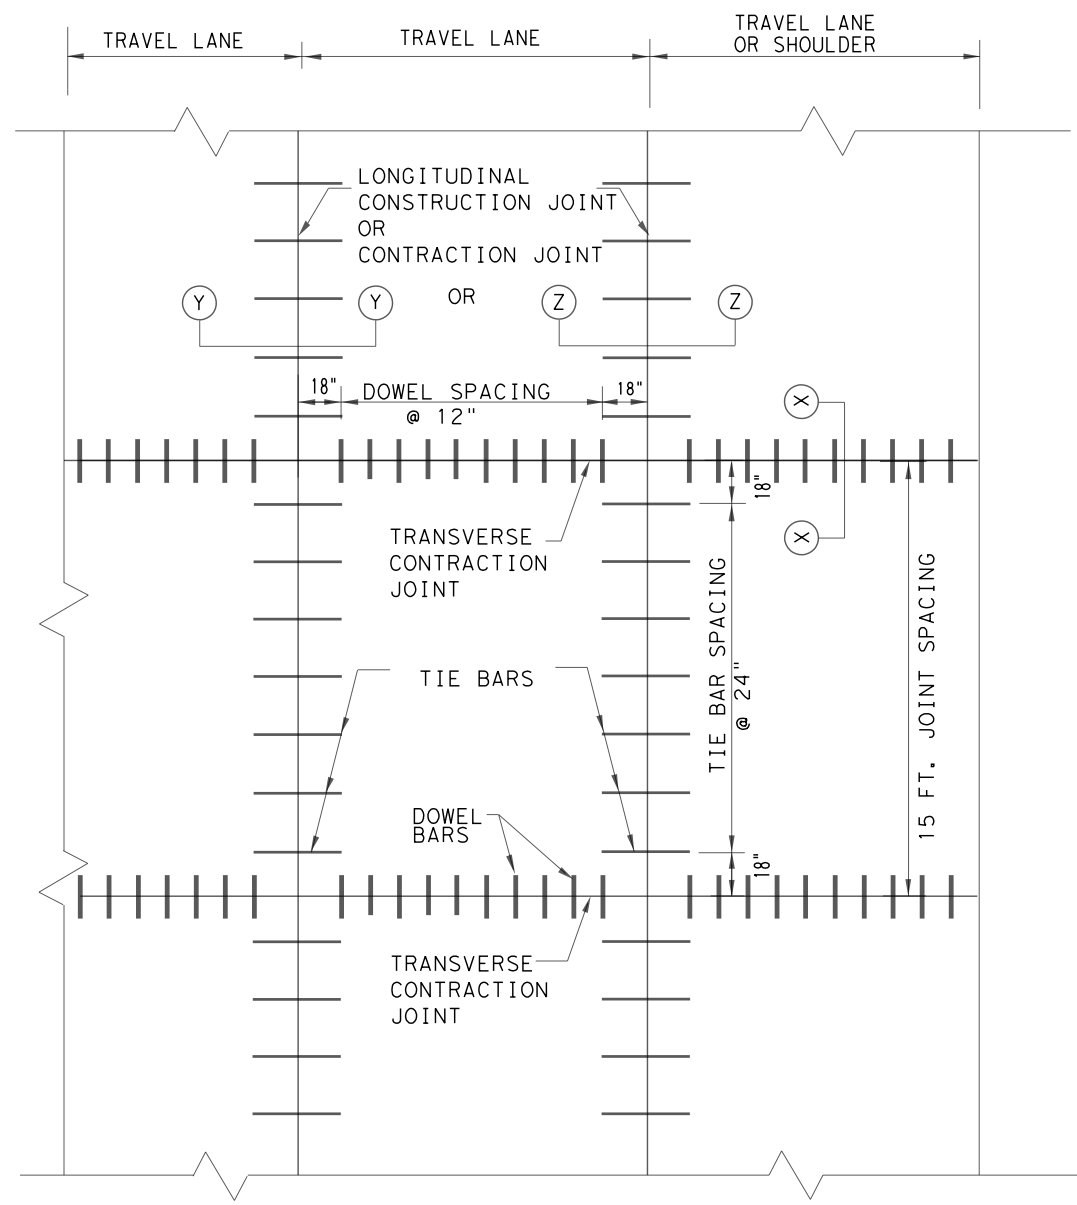 TRAVEL LANE
TRAVEL LANE
TRAVEL LANE
OR SHOULDER
LONGITUDINAL
CONSTRUCTION JOINT
OR
CONTRACTION JOINT
OR
Y
Y
Z
Z
18"
DOWEL SPACING
@ 12"
18"
X
X
18"
TRANSVERSE
CONTRACTION
JOINT
TIE BAR SPACING
@ 24"
15 FT. JOINT SPACING
TIE BARS
DOWEL
BARS
18"
TRANSVERSE
CONTRACTION
JOINT